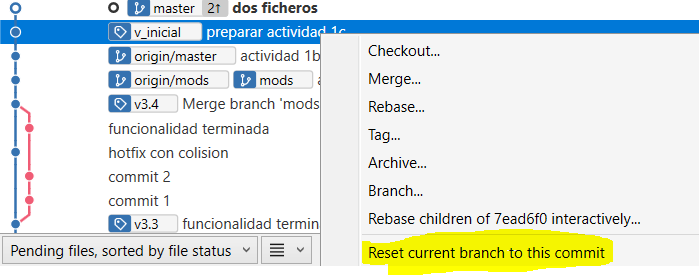 master 2↑ dos ficheros
v_inicial preparar actividad 1c
origin/master actividad 1b
origin/mods mods
v3.4 Merge branch 'mods
funcionalidad terminada
hotfix con colision
commit 2
commit 1
v3.3 funcionalidad termin
Pending files, sorted by file status
Checkout...
Merge...
Rebase...
Tag...
Archive...
Branch...
Rebase children of 7ead6f0 interactively...
Reset current branch to this commit